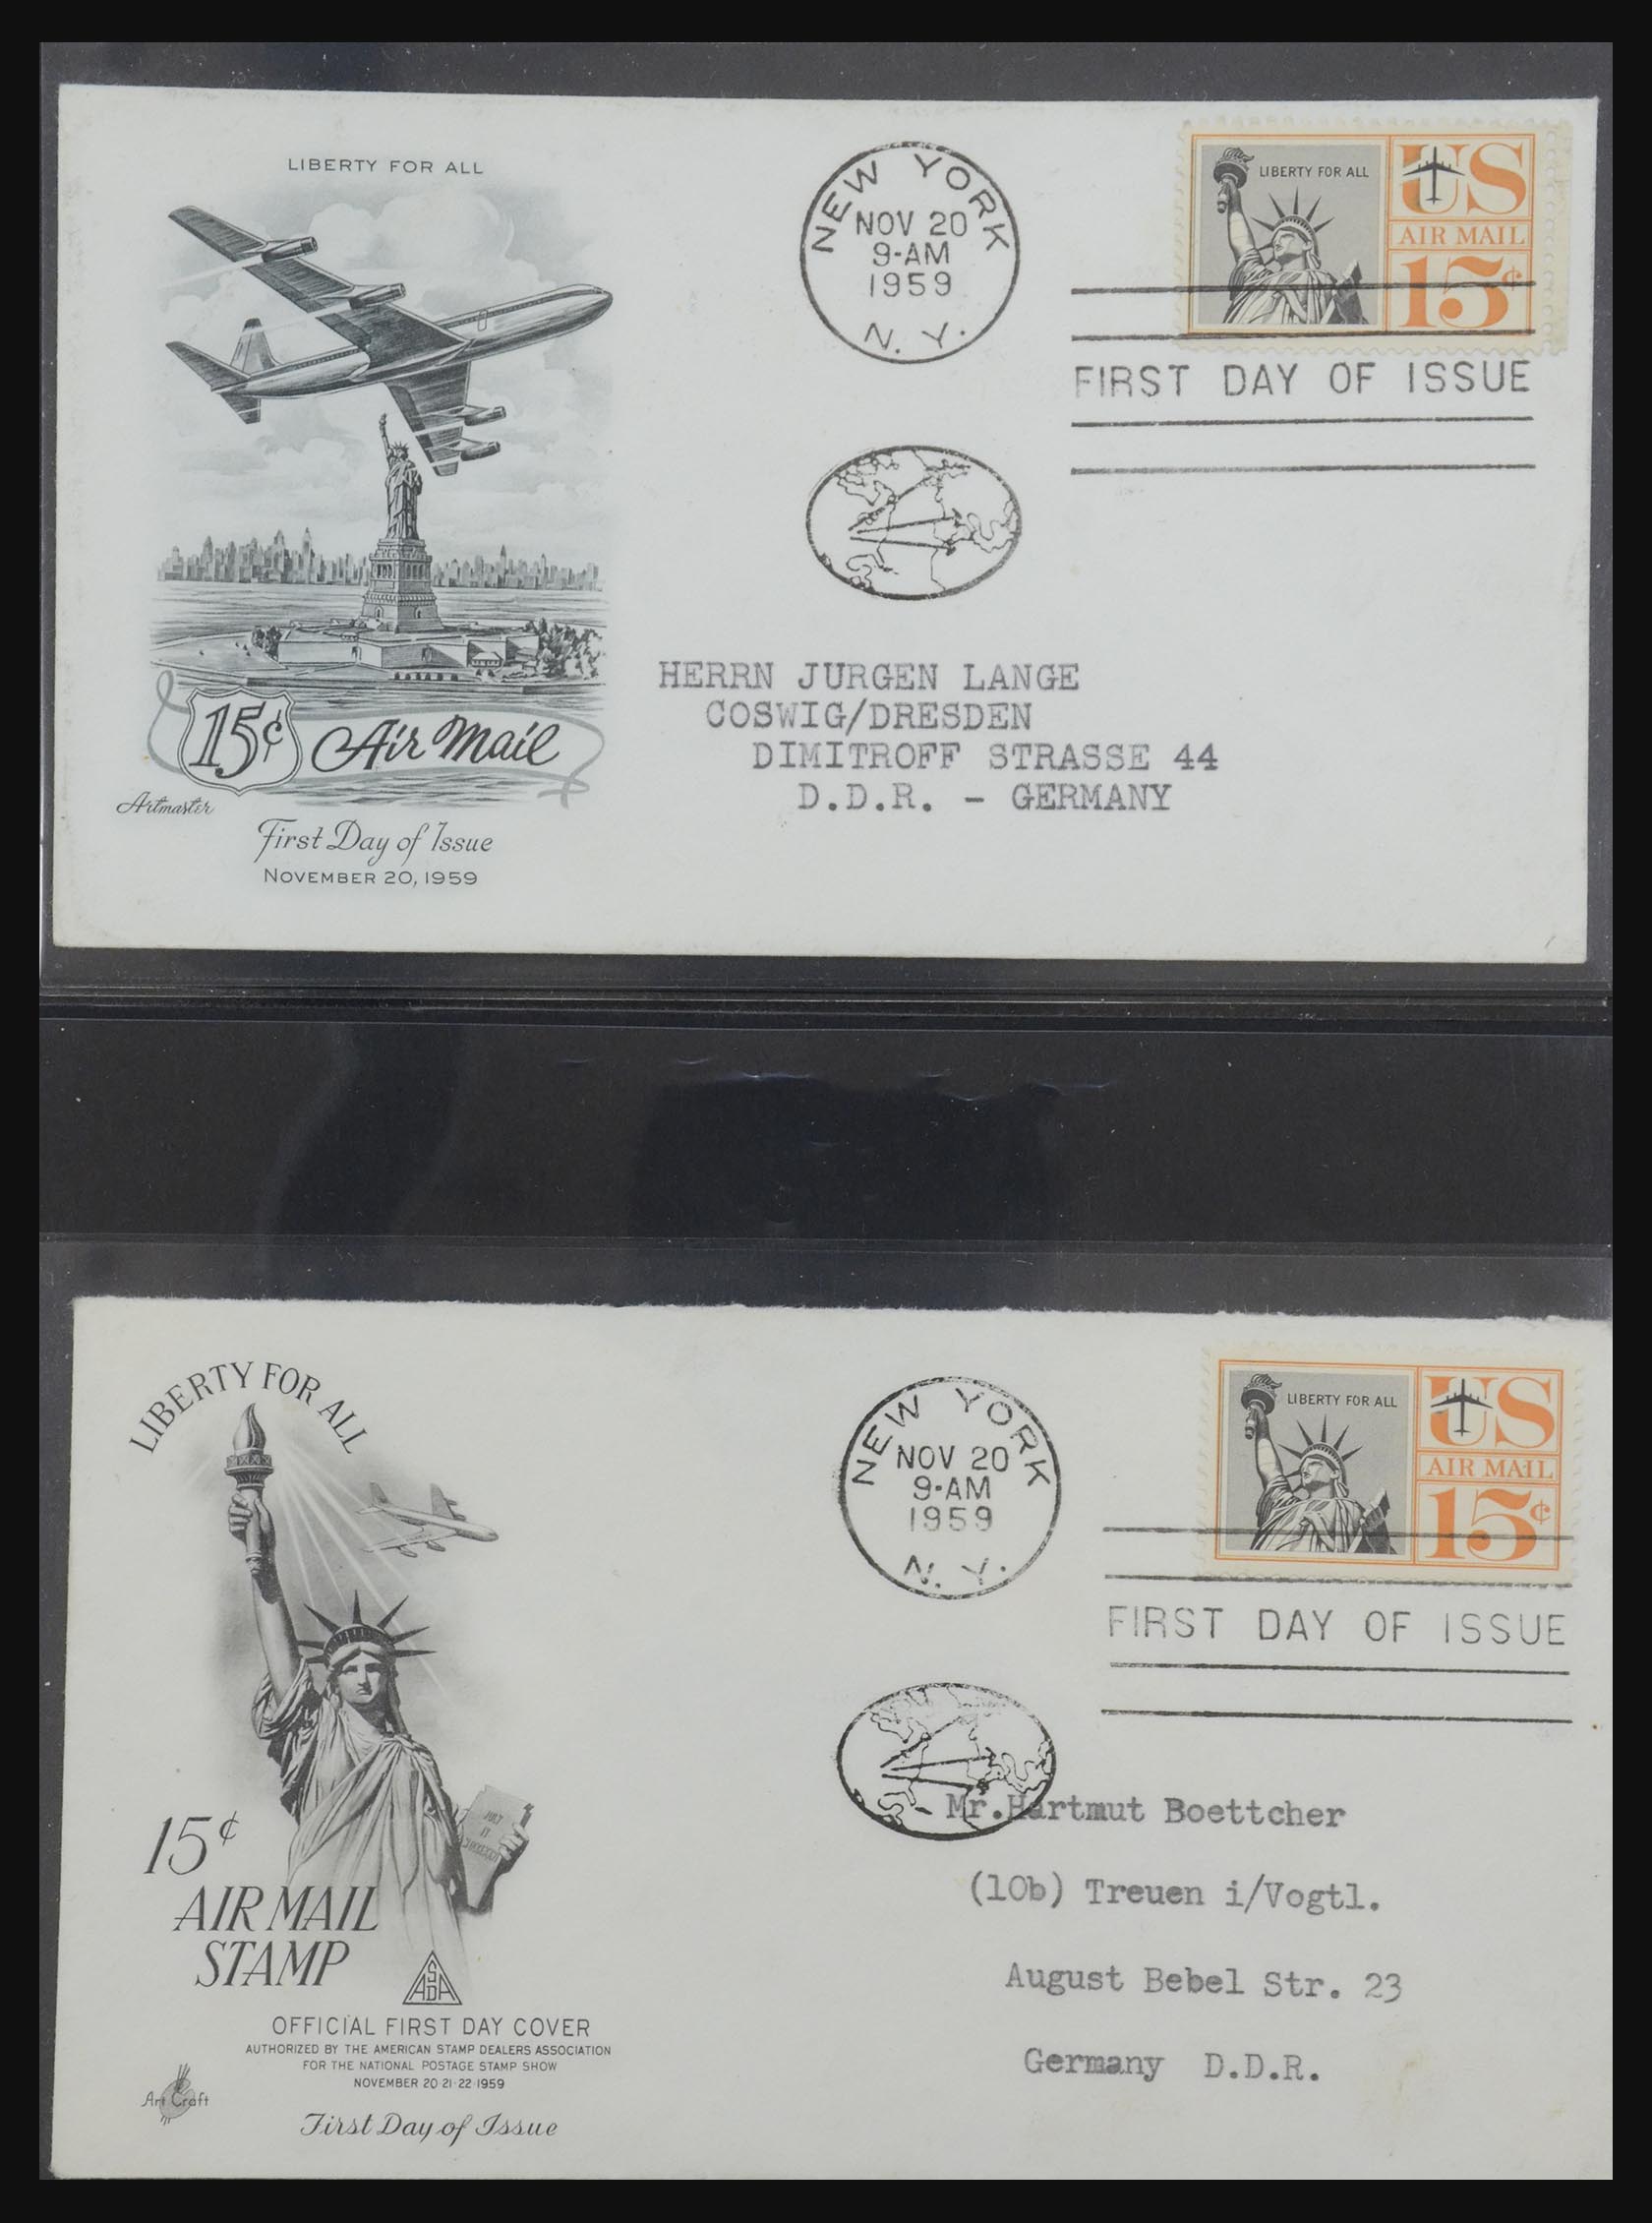 LIBERTY FOR ALL
NEW YORK
NOV 20
9-AM
1959
N. Y.
LIBERTY FOR ALL
US
AIR MAIL
15¢
FIRST DAY OF ISSUE
HERRN JURGEN LANGE
COSWIG/DRESDEN
DIMITROFF STRASSE 44
D.D.R. - GERMANY
15¢ Air Mail
Artmaster
First Day of Issue
NOVEMBER 20, 1959
LIBERTY FOR ALL
NEW YORK
NOV 20
9-AM
1959
N. Y.
LIBERTY FOR ALL
US
AIR MAIL
15¢
FIRST DAY OF ISSUE
Mr.Hartmut Boettcher
(10b) Treuen i/Vogtl.
August Bebel Str. 23
Germany D.D.R.
JULY
IV
15¢
AIR MAIL
STAMP
ASDA
OFFICIAL FIRST DAY COVER
AUTHORIZED BY THE AMERICAN STAMP DEALERS ASSOCIATION
FOR THE NATIONAL POSTAGE STAMP SHOW
NOVEMBER 20·21·22·1959
Art Craft
First Day of Issue